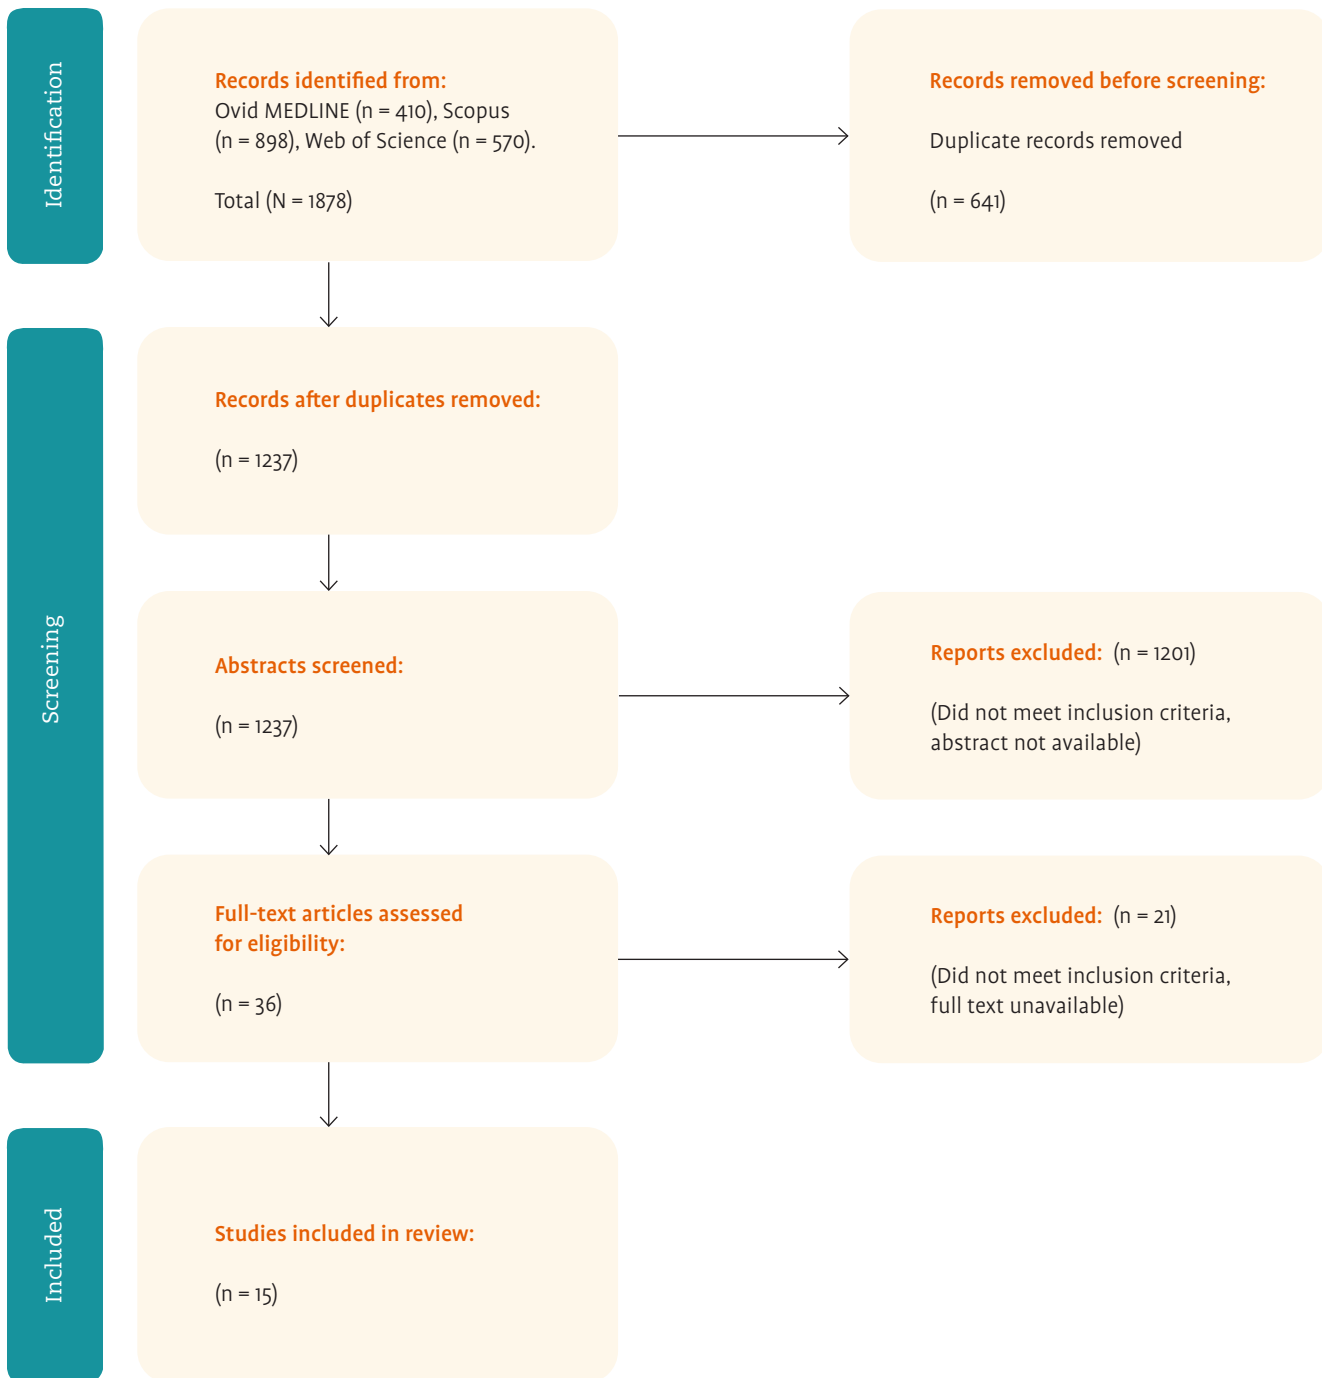 Identification
Records identified from:
Ovid MEDLINE (n = 410), Scopus
(n = 898), Web of Science (n = 570).
Total (N = 1878)
Records removed before screening:
Duplicate records removed
(n = 641)
Screening
Records after duplicates removed:
(n = 1237)
Abstracts screened:
(n = 1237)
Reports excluded: (n = 1201)
(Did not meet inclusion criteria,
abstract not available)
Full-text articles assessed
for eligibility:
(n = 36)
Reports excluded: (n = 21)
(Did not meet inclusion criteria,
full text unavailable)
Included
Studies included in review:
(n = 15)